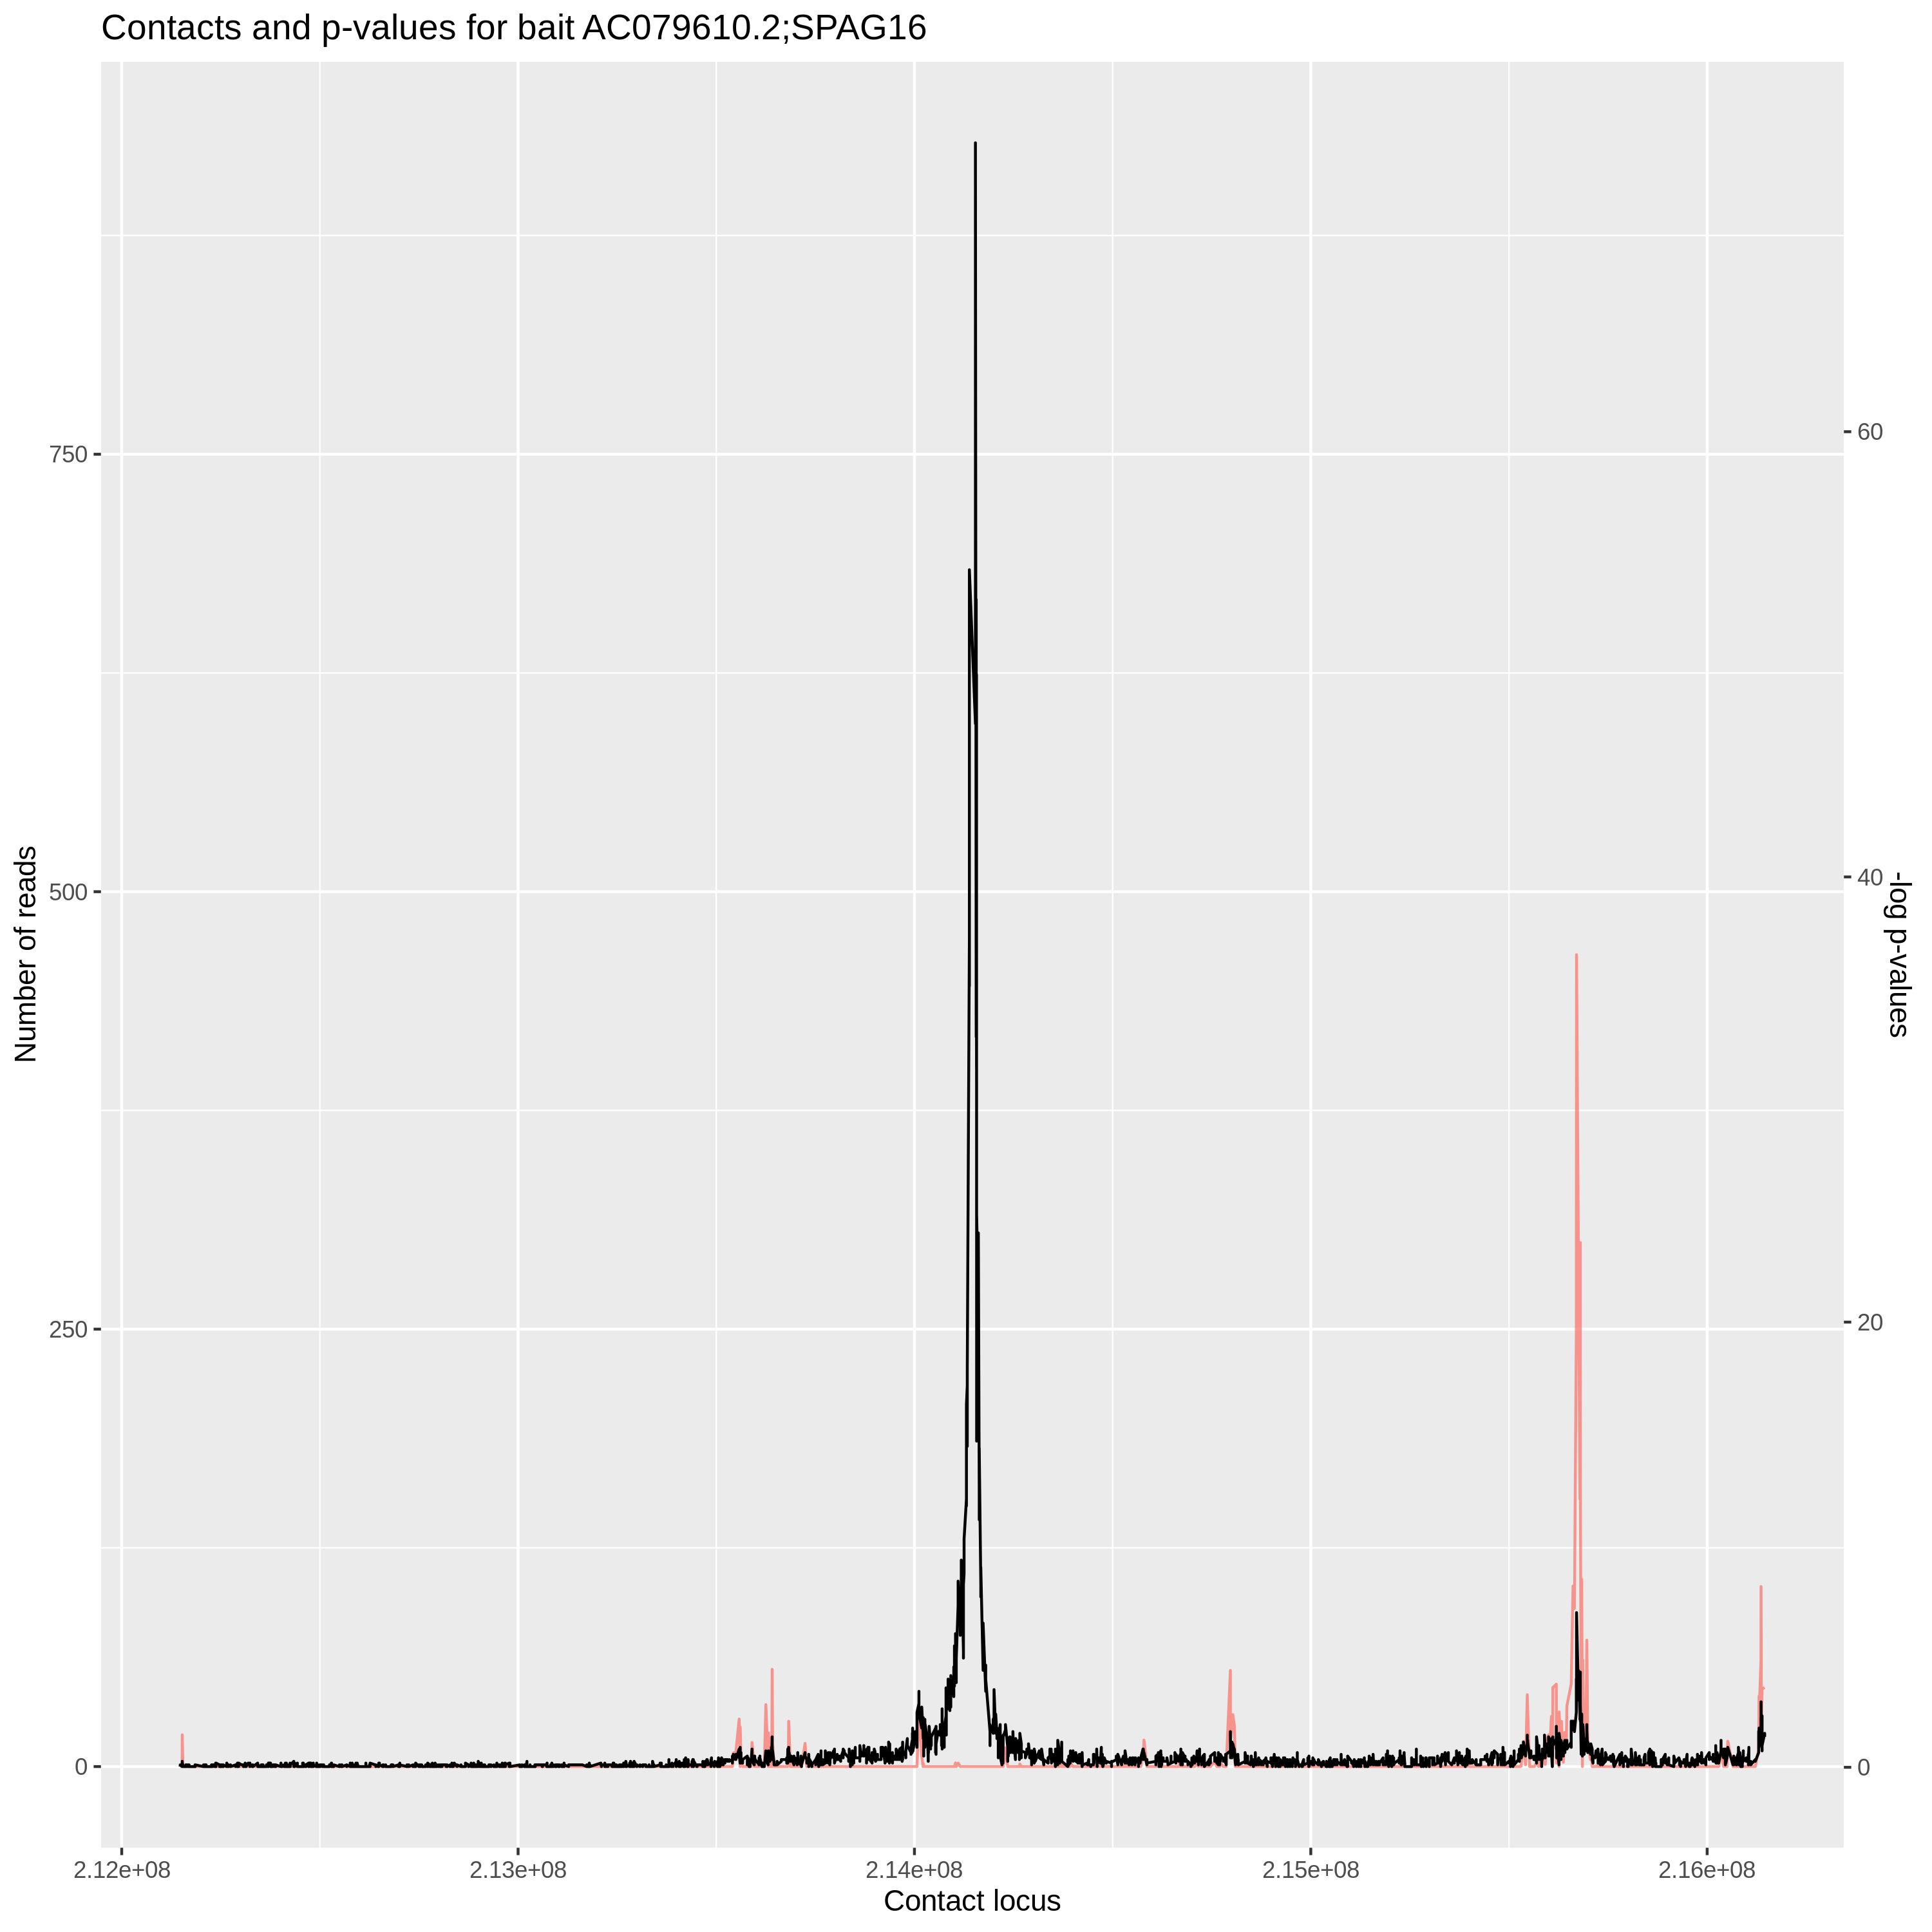 Contacts and p-values for bait AC079610.2;SPAG16
750
500
250
0
Number of reads
60
40
20
0
-log p-values
2.12e+08
2.13e+08
2.14e+08
2.15e+08
2.16e+08
Contact locus